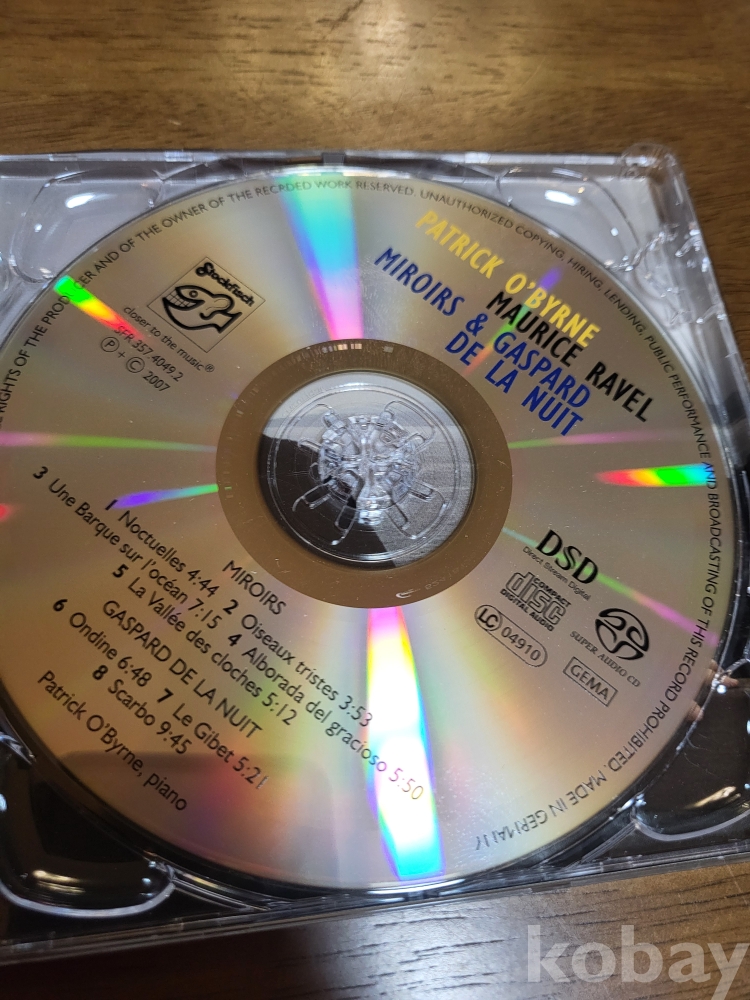 PATRICK O'BYRNE
MAURICE RAVEL
MIROIRS & GASPARD
DE LA NUIT
Stockfisch
closer to the music®
SFR 357.4049.2
Ⓟ + © 2007
MIROIRS
1 Noctuelles 4:44 2 Oiseaux tristes 3:53
3 Une Barque sur l'océan 7:15 4 Alborada del gracioso 5:50
5 La Vallée des cloches 5:12
GASPARD DE LA NUIT
6 Ondine 6:48 7 Le Gibet 5:21
8 Scarbo 9:45
Patrick O'Byrne, piano
DSD
Direct Stream Digital
COMPACT
disc
DIGITAL AUDIO
SUPER AUDIO CD
LC 04910
GEMA
RIGHTS OF THE PRODUCER AND OF THE OWNER OF THE RECRDED WORK RESERVED. UNAUTHORIZED COPYING, HIRING, LENDING, PUBLIC PERFORMANCE AND BROADCASTING OF THIS RECORD PROHIBITED. MADE IN GERMANY
kobay